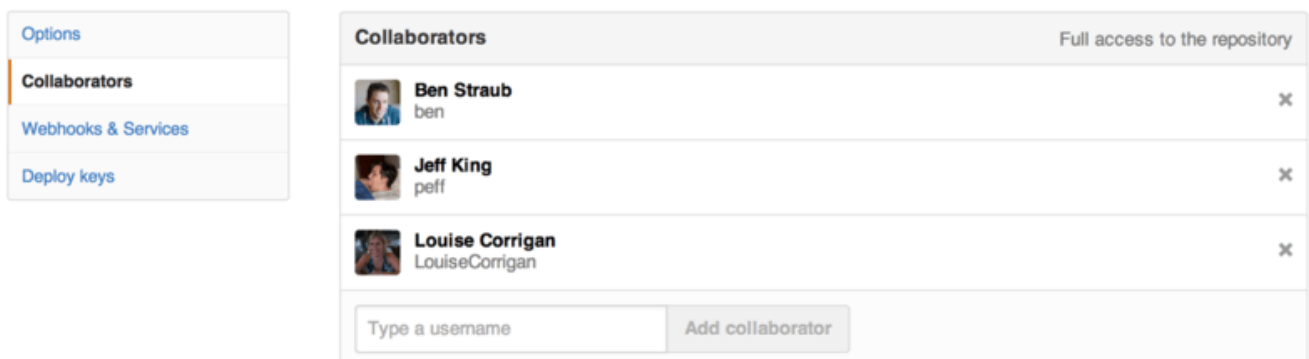 Options
Collaborators
Webhooks & Services
Deploy keys
Collaborators
Full access to the repository
Ben Straub
ben
Jeff King
peff
Louise Corrigan
LouiseCorrigan
Type a username
Add collaborator